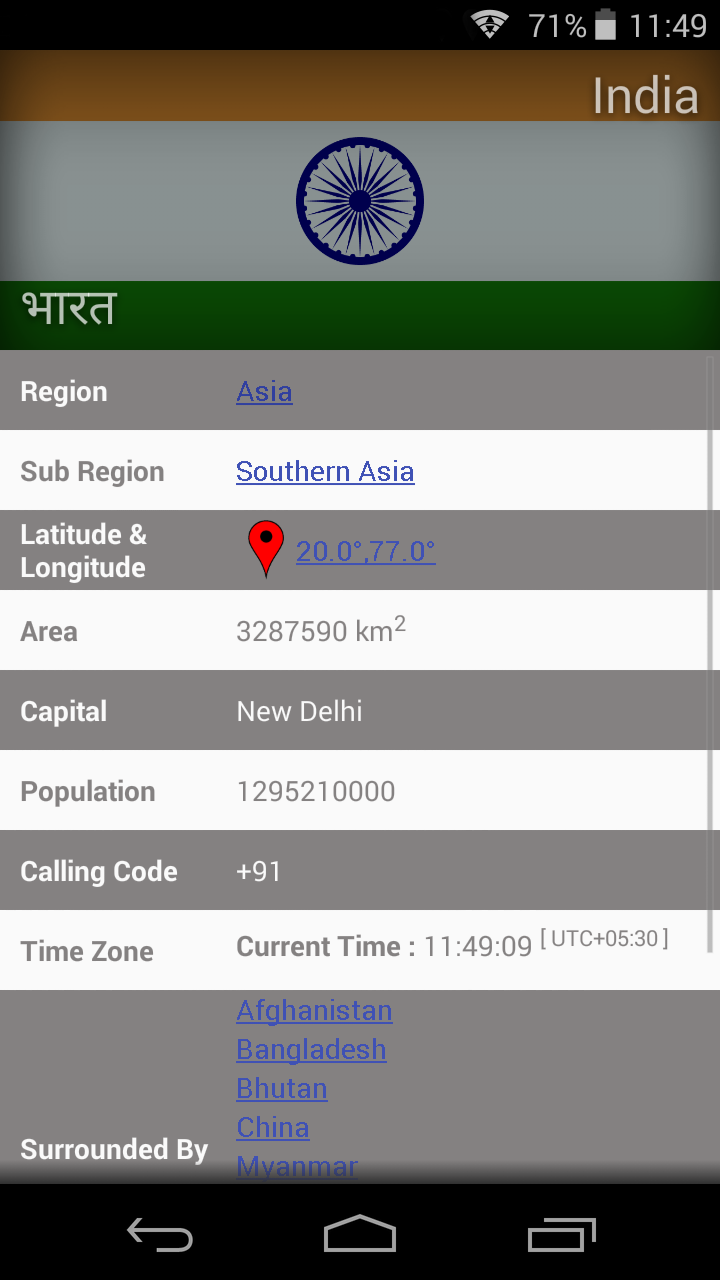 71% 11:49
India
भारत
Region Asia
Sub Region Southern Asia
Latitude &
Longitude 20.0°,77.0°
Area 3287590 km²
Capital New Delhi
Population 1295210000
Calling Code +91
Time Zone Current Time : 11:49:09 [ UTC+05:30 ]
Afghanistan
Bangladesh
Bhutan
China
Surrounded By
Myanmar